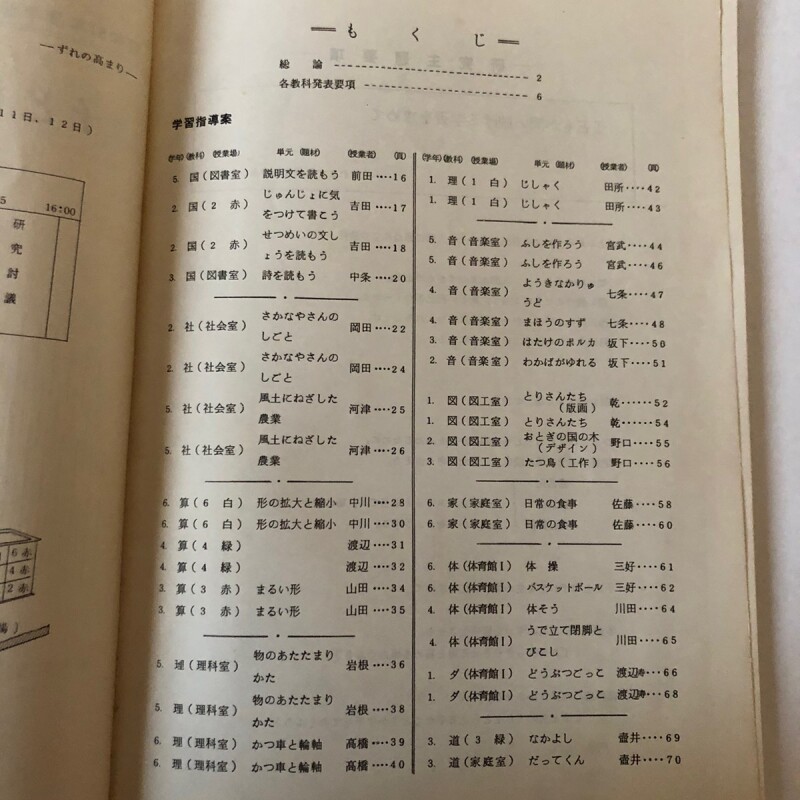 ―ずれの高まり―
11日、12日）
16:00
研
究
討
議
6 赤
4 赤
2 赤
もくじ
総論 2
各教科発表要項 6
学習指導案
(学年)(教科) (授業場) 単元(題材) (授業者) (頁)
5. 国（図書室） 説明文を読もう 前田‥‥16
2. 国（2 赤） じゅんじょに気
をつけて書こう 吉田‥‥17
2. 国（2 赤） せつめいの文し
ょうを読もう 吉田‥‥18
3. 国（図書室） 詩を読もう 中条‥‥20
2. 社（社会室） さかなやさんの
しごと 岡田‥‥22
2. 社（社会室） さかなやさんの
しごと 岡田‥‥24
5. 社（社会室） 風土にねざした
農業 河津‥‥25
5. 社（社会室） 風土にねざした
農業 河津‥‥26
6. 算（6 白） 形の拡大と縮小 中川‥‥28
6. 算（6 白） 形の拡大と縮小 中川‥‥30
4. 算（4 緑） 渡辺‥‥31
4. 算（4 緑） 渡辺‥‥32
3. 算（3 赤） まるい形 山田‥‥34
3. 算（3 赤） まるい形 山田‥‥35
5. 理（理科室） 物のあたたまり
かた 岩根‥‥36
5. 理（理科室） 物のあたたまり
かた 岩根‥‥38
6. 理（理科室） かつ車と輪軸 高橋‥‥39
6. 理（理科室） かつ車と輪軸 高橋‥‥40
(学年)(教科) (授業場) 単元(題材) (授業者) (頁)
1. 理（1 白） じしゃく 田所‥‥42
1. 理（1 白） じしゃく 田所‥‥43
5. 音（音楽室） ふしを作ろう 宮武‥‥44
5. 音（音楽室） ふしを作ろう 宮武‥‥46
4. 音（音楽室） ようきなかりゅ
うど 七条‥‥47
4. 音（音楽室） まほうのすず 七条‥‥48
3. 音（音楽室） はたけのポルカ 坂下‥‥50
2. 音（音楽室） わかばがゆれる 坂下‥‥51
1. 図（図工室） とりさんたち
（版画） 乾‥‥‥52
1. 図（図工室） とりさんたち 乾‥‥‥54
2. 図（図工室） おとぎの国の木
（デザイン） 野口‥‥55
3. 図（図工室） たつ鳥（工作） 野口‥‥56
6. 家（家庭室） 日常の食事 佐藤‥‥58
6. 家（家庭室） 日常の食事 佐藤‥‥60
6. 体（体育館Ⅰ） 体操 三好‥‥61
6. 体（体育館Ⅰ） バスケットボール 三好‥‥62
4. 体（体育館Ⅰ） 体そう 川田‥‥64
4. 体（体育館Ⅰ） うで立て閉脚と
びこし 川田‥‥65
1. ダ（体育館Ⅰ） どうぶつごっこ 渡辺‥‥66
1. ダ（体育館Ⅰ） どうぶつごっこ 渡辺‥‥68
3. 道（3 緑） なかよし 壷井‥‥69
3. 道（家庭室） だってくん 壷井‥‥70